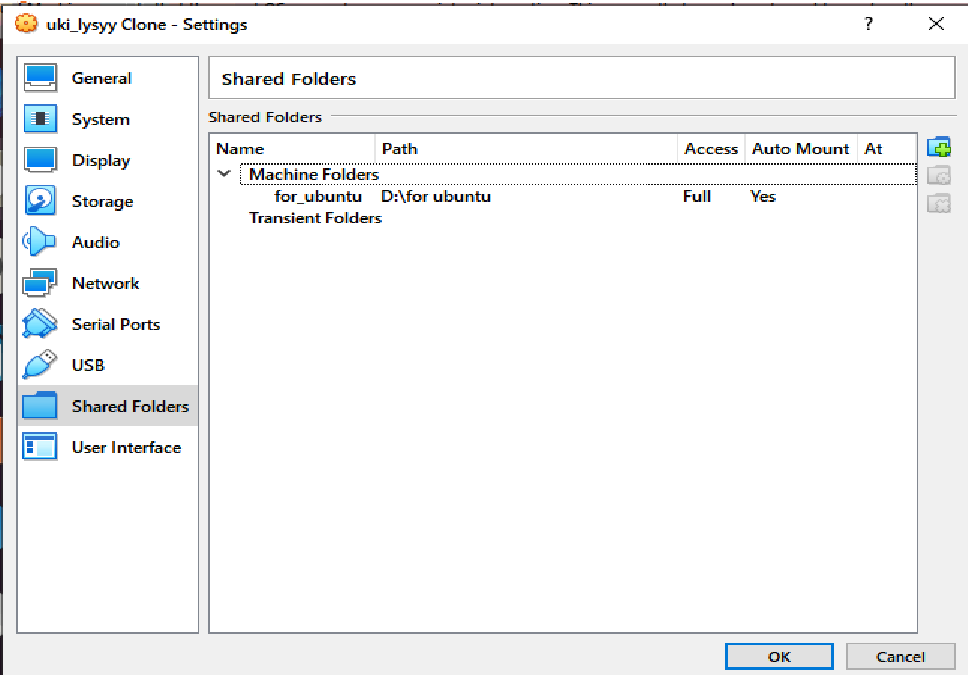 uki_lysyy Clone - Settings ?
General
System
Display
Storage
Audio
Network
Serial Ports
USB
Shared Folders
User Interface
Shared Folders
Shared Folders
Name Path Access Auto Mount At
Machine Folders
for_ubuntu D:\for ubuntu Full Yes
Transient Folders
OK Cancel